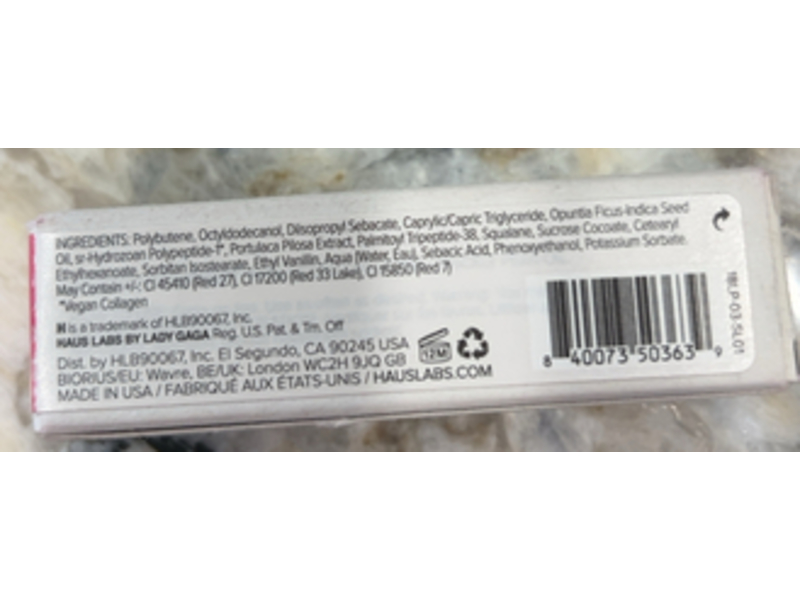 INGREDIENTS: Polybutene, Octyldodecanol, Diisopropyl Sebacate, Caprylic/Capric Triglyceride, Opuntia Ficus-Indica Seed
Oil, sr-Hydrozoan Polypeptide-1*, Portulaca Pilosa Extract, Palmitoyl Tripeptide-38, Squalane, Sucrose Cocoate, Cetearyl
Ethylhexanoate, Sorbitan Isostearate, Ethyl Vanillin, Aqua (Water, Eau), Sebacic Acid, Phenoxyethanol, Potassium Sorbate.
May Contain +/-: CI 45410 (Red 27), CI 17200 (Red 33 Lake), CI 15850 (Red 7)
*Vegan Collagen
H is a trademark of HLB90067, Inc.
HAUS LABS BY LADY GAGA Reg. U.S. Pat. & Tm. Off
Dist. by HLB90067, Inc. El Segundo, CA 90245 USA
BIORIUS/EU: Wavre, BE/UK: London WC2H 9JQ GB
MADE IN USA / FABRIQUÉ AUX ÉTATS-UNIS / HAUSLABS.COM
12M
8 40073 50363 9
1BLP-03-SL01